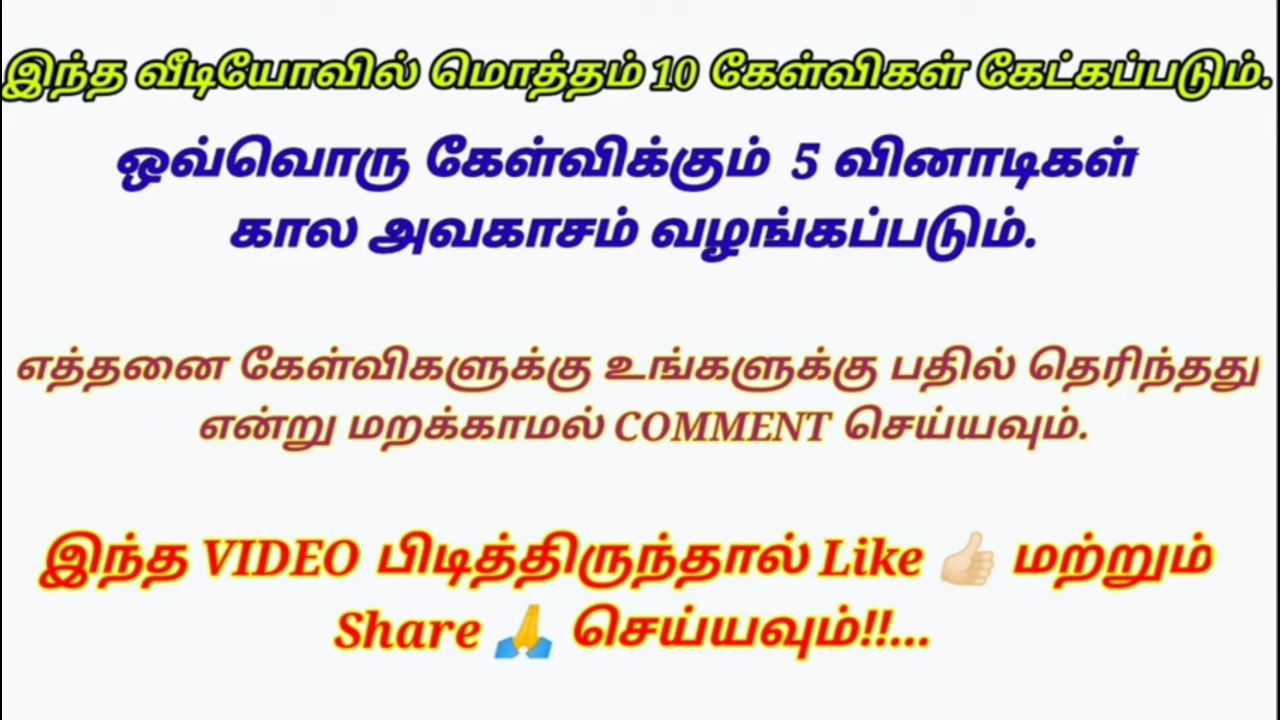 இந்த வீடியோவில் மொத்தம் 10 கேள்விகள் கேட்கப்படும்.
ஒவ்வொரு கேள்விக்கும் 5 வினாடிகள்
கால அவகாசம் வழங்கப்படும்.
எத்தனை கேள்விகளுக்கு உங்களுக்கு பதில் தெரிந்தது
என்று மறக்காமல் COMMENT செய்யவும்.
இந்த VIDEO பிடித்திருந்தால் Like 👍🏻 மற்றும்
Share 🙏 செய்யவும்!!...